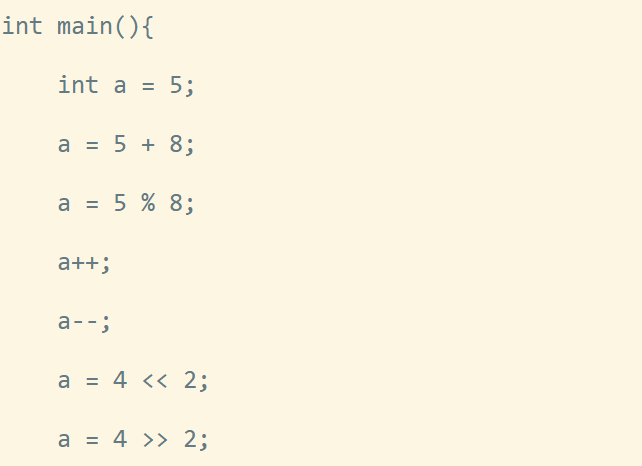 int main(){
int a = 5;
a = 5 + 8;
a = 5 % 8;
a++;
a--;
a = 4 << 2;
a = 4 >> 2;